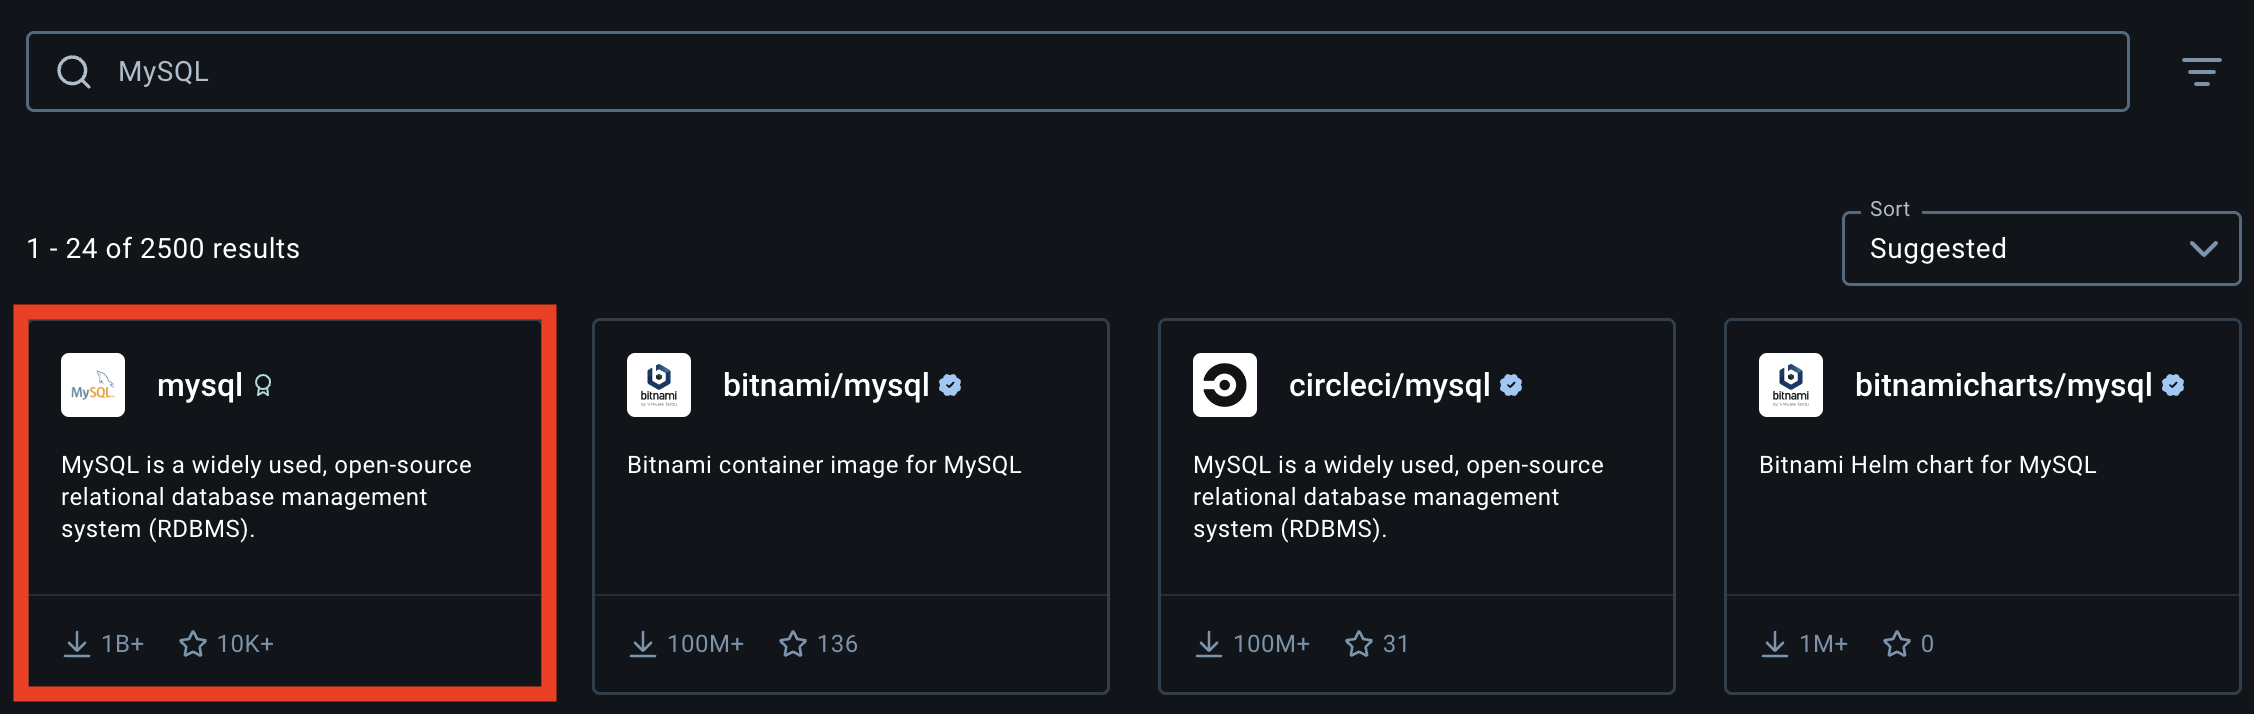 MySQL
Sort
1 - 24 of 2500 results
Suggested
MySQL
mysql
MySQL is a widely used, open-source
relational database management
system (RDBMS).
1B+ 10K+
bitnami
bitnami/mysql
Bitnami container image for MySQL
100M+ 136
circleci/mysql
MySQL is a widely used, open-source
relational database management
system (RDBMS).
100M+ 31
bitnami
bitnamicharts/mysql
Bitnami Helm chart for MySQL
1M+ 0